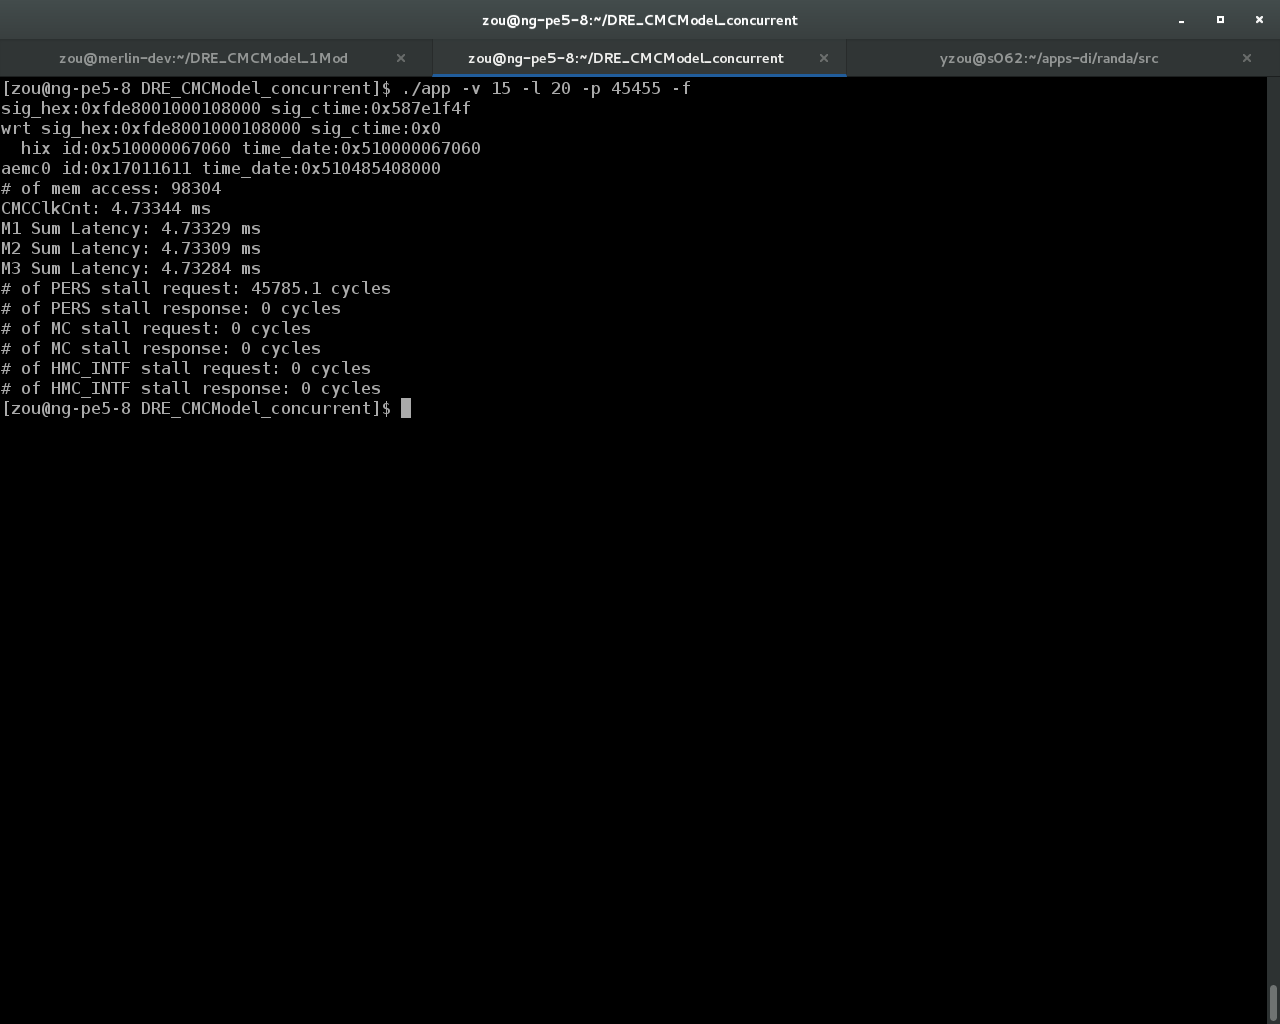 zou@ng-pe5-8:~/DRE_CMCModel_concurrent
zou@merlin-dev:~/DRE_CMCModel_1Mod
zou@ng-pe5-8:~/DRE_CMCModel_concurrent
yzou@s062:~/apps-di/randa/src
[zou@ng-pe5-8 DRE_CMCModel_concurrent]$ ./app -v 15 -l 20 -p 45455 -f
sig_hex:0xfde8001000108000 sig_ctime:0x587e1f4f
wrt sig_hex:0xfde8001000108000 sig_ctime:0x0
  hix id:0x510000067060 time_date:0x510000067060
aemc0 id:0x17011611 time_date:0x510485408000
# of mem access: 98304
CMCClkCnt: 4.73344 ms
M1 Sum Latency: 4.73329 ms
M2 Sum Latency: 4.73309 ms
M3 Sum Latency: 4.73284 ms
# of PERS stall request: 45785.1 cycles
# of PERS stall response: 0 cycles
# of MC stall request: 0 cycles
# of MC stall response: 0 cycles
# of HMC_INTF stall request: 0 cycles
# of HMC_INTF stall response: 0 cycles
[zou@ng-pe5-8 DRE_CMCModel_concurrent]$